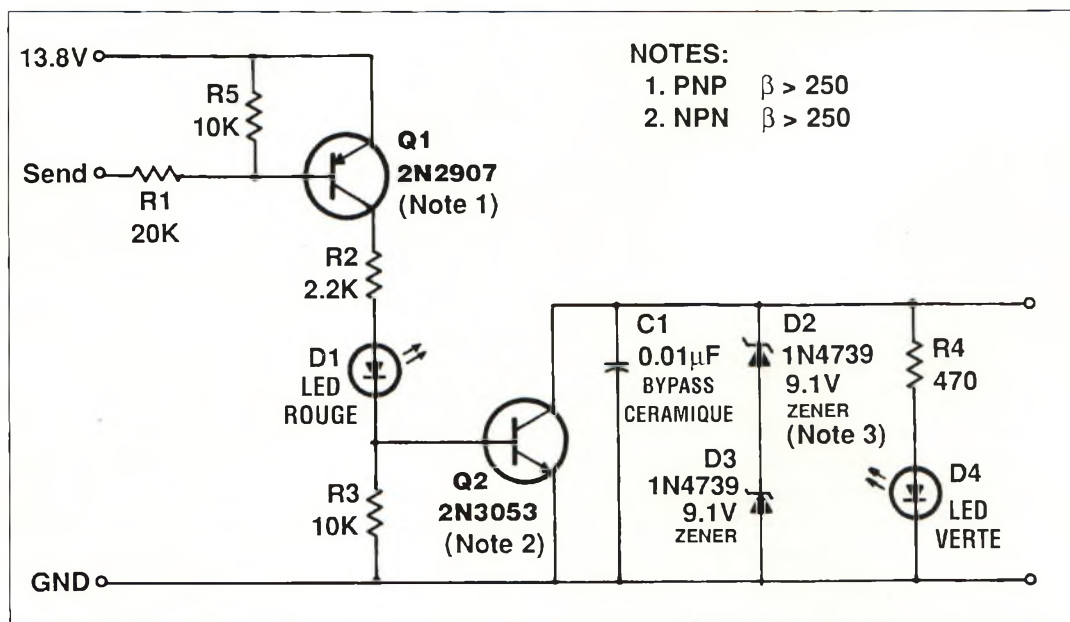 13.8V
NOTES:
1. PNP β > 250
2. NPN β > 250
R5
10K
Q1
2N2907
(Note 1)
Send
R1
20K
R2
2.2K
D1
LED
ROUGE
C1
0.01µF
BYPASS
CERAMIQUE
D2
1N4739
9.1V
ZENER
(Note 3)
R4
470
R3
10K
Q2
2N3053
(Note 2)
D3
1N4739
9.1V
ZENER
D4
LED
VERTE
GND